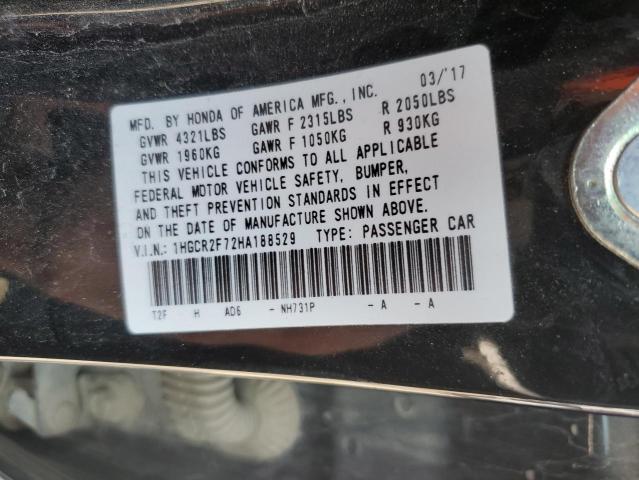 MFD. BY HONDA OF AMERICA MFG., INC. 03/'17
GVWR 4321LBS GAWR F 2315LBS R 2050LBS
GVWR 1960KG GAWR F 1050KG R 930KG
THIS VEHICLE CONFORMS TO ALL APPLICABLE
FEDERAL MOTOR VEHICLE SAFETY, BUMPER,
AND THEFT PREVENTION STANDARDS IN EFFECT
ON THE DATE OF MANUFACTURE SHOWN ABOVE.
V.I.N.: 1HGCR2F72HA188529 TYPE: PASSENGER CAR
T2F H AD6 - NH731P - A - A